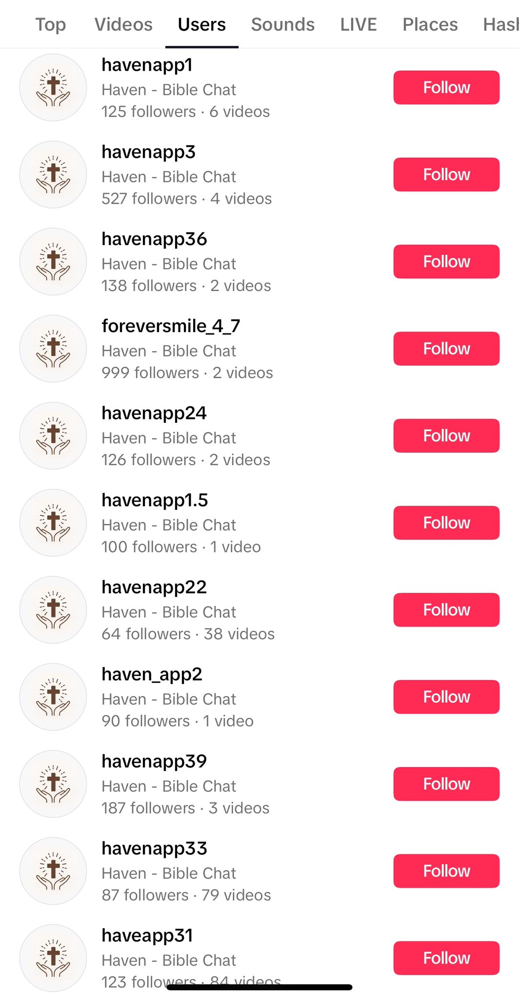 Top Videos Users Sounds LIVE Places Hash
havenapp1
Haven - Bible Chat
125 followers · 6 videos
Follow
havenapp3
Haven - Bible Chat
527 followers · 4 videos
Follow
havenapp36
Haven - Bible Chat
138 followers · 2 videos
Follow
foreversmile_4_7
Haven - Bible Chat
999 followers · 2 videos
Follow
havenapp24
Haven - Bible Chat
126 followers · 2 videos
Follow
havenapp1.5
Haven - Bible Chat
100 followers · 1 video
Follow
havenapp22
Haven - Bible Chat
64 followers · 38 videos
Follow
haven_app2
Haven - Bible Chat
90 followers · 1 video
Follow
havenapp39
Haven - Bible Chat
187 followers · 3 videos
Follow
havenapp33
Haven - Bible Chat
87 followers · 79 videos
Follow
haveapp31
Haven - Bible Chat
123 followers · 84 videos
Follow